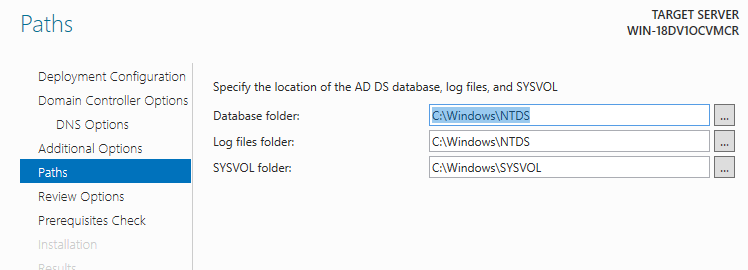 Paths
TARGET SERVER
WIN-18DV1OCVMCR
Deployment Configuration
Domain Controller Options
DNS Options
Additional Options
Paths
Review Options
Prerequisites Check
Installation
Results
Specify the location of the AD DS database, log files, and SYSVOL
Database folder: C:\Windows\NTDS ...
Log files folder: C:\Windows\NTDS ...
SYSVOL folder: C:\Windows\SYSVOL ...